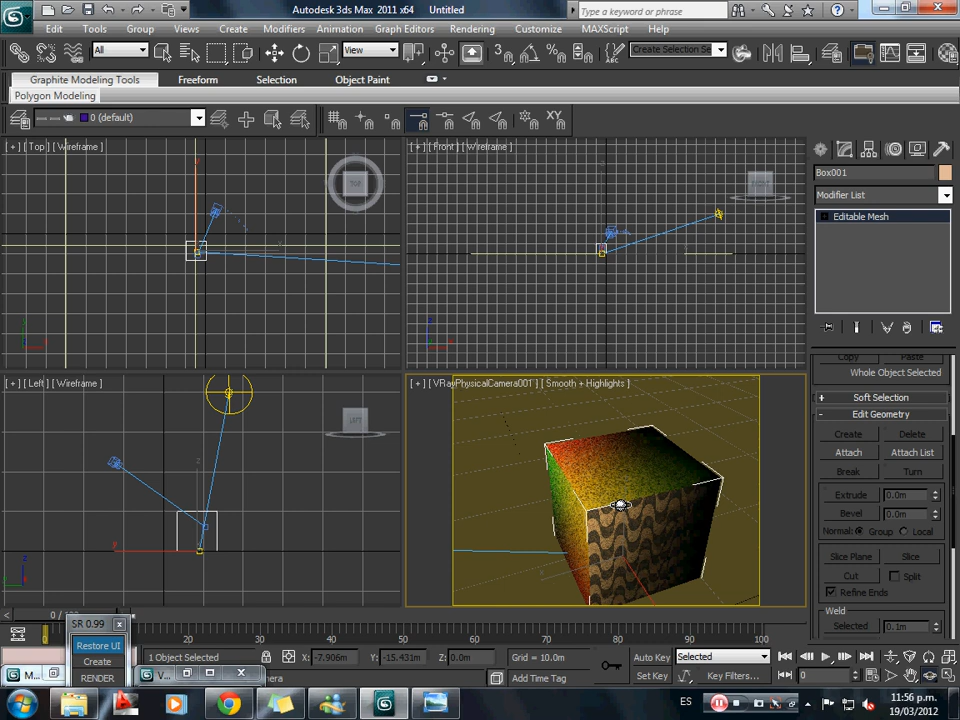 Autodesk 3ds Max 2011 x64 Untitled
Type a keyword or phrase
Edit Tools Group Views Create Modifiers Animation Graph Editors Rendering Customize MAXScript Help
All View 3 Create Selection Se
Graphite Modeling Tools Freeform Selection Object Paint
Polygon Modeling
0 (default) XY
[ + ] [ Top ] [ Wireframe ]
[ + ] [ Front ] [ Wireframe ]
TOP
FRONT
Box001
Modifier List
Editable Mesh
[ + ] [ Left ] [ Wireframe ]
[ + ] [ VRayPhysicalCamera001 ] [ Smooth + Highlights ]
LEFT
Copy Paste
Whole Object Selected
+ Soft Selection
- Edit Geometry
Create Delete
Attach Attach List
Break Turn
Extrude 0.0m
Bevel 0.0m
Normal: Group Local
Slice Plane Slice
Cut Split
Refine Ends
Weld
Selected 0.1m
SR 0.99
Restore UI
Create
RENDER
20 30 40 50 60 70 80 90 100
1 Object Selected X: -7.906m Y: -15.431m Z: 0.0m Grid = 10.0m Auto Key Selected
Add Time Tag Set Key Key Filters... 0
M... V...
ES 11:56 p.m.
19/03/2012